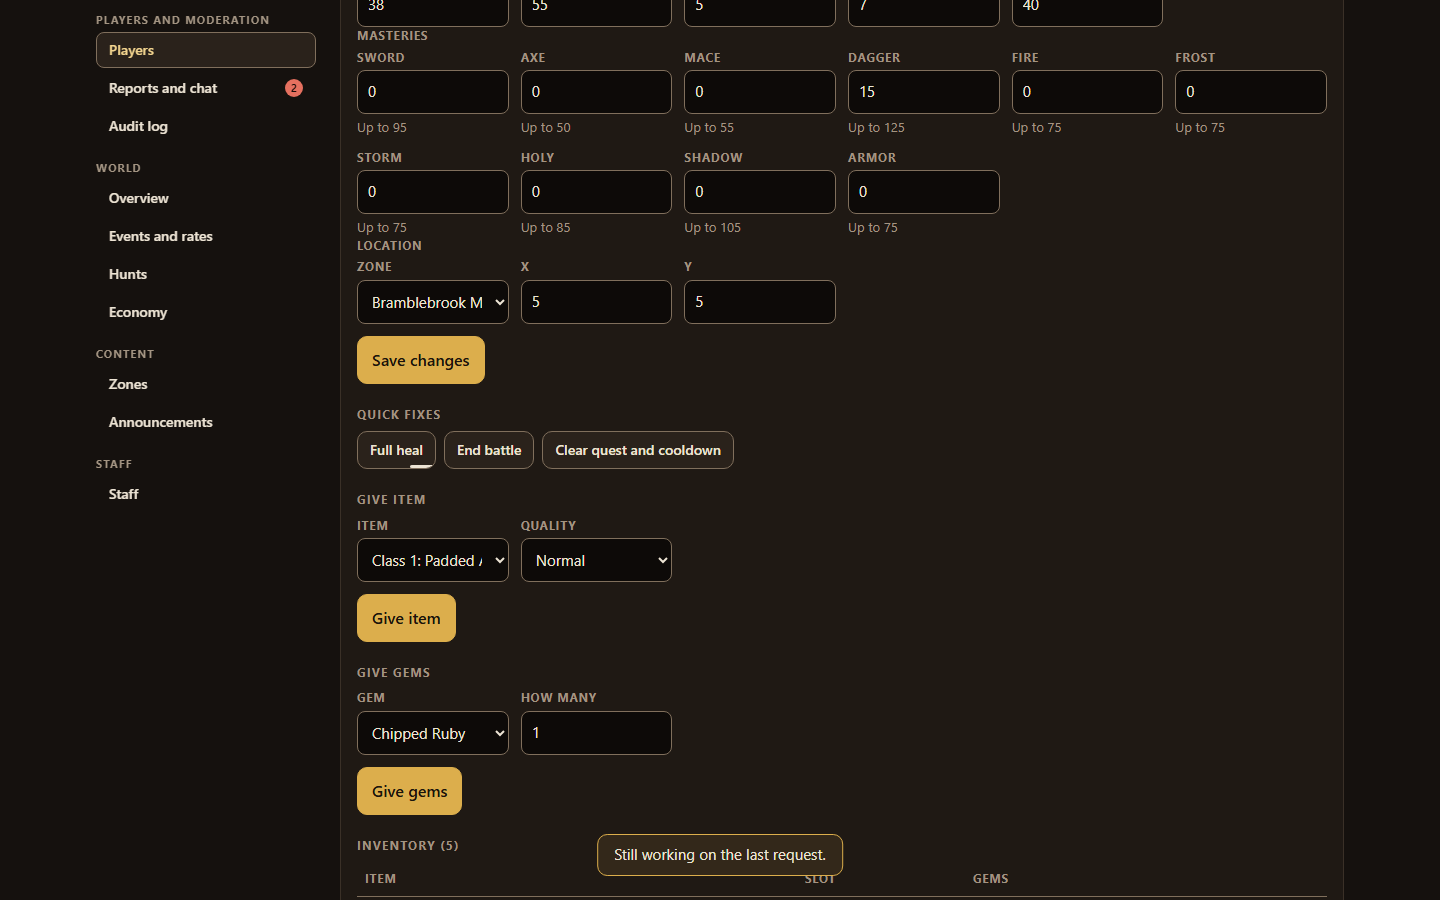 PLAYERS AND MODERATION
Players
Reports and chat 2
Audit log
WORLD
Overview
Events and rates
Hunts
Economy
CONTENT
Zones
Announcements
STAFF
Staff
38 55 5 7 40
MASTERIES
SWORD AXE MACE DAGGER FIRE FROST
0 0 0 15 0 0
Up to 95 Up to 50 Up to 55 Up to 125 Up to 75 Up to 75
STORM HOLY SHADOW ARMOR
0 0 0 0
Up to 75 Up to 85 Up to 105 Up to 75
LOCATION
ZONE X Y
Bramblebrook M 5 5
Save changes
QUICK FIXES
Full heal End battle Clear quest and cooldown
GIVE ITEM
ITEM QUALITY
Class 1: Padded Normal
Give item
GIVE GEMS
GEM HOW MANY
Chipped Ruby 1
Give gems
INVENTORY (5)
Still working on the last request.
ITEM SLOT GEMS